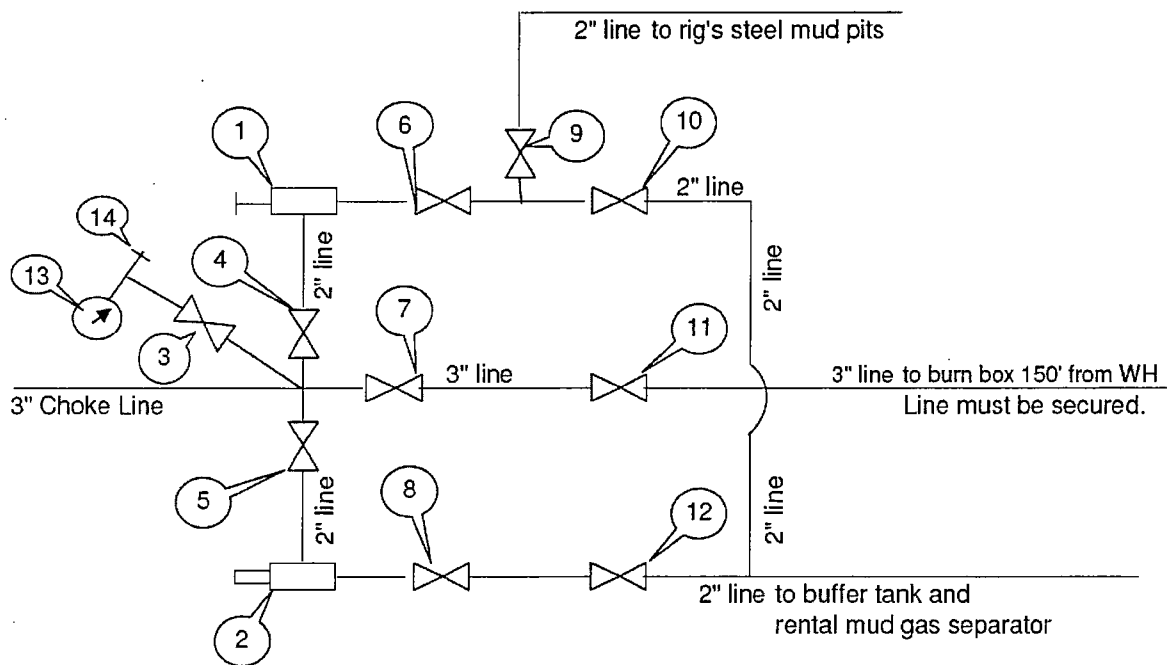 2" line to rig's steel mud pits
1
6
9
10
2" line
14
13
4
2" line
2" line
3
7
11
3" line
3" line to burn box 150' from WH
Line must be secured.
3" Choke Line
5
2" line
8
12
2" line
2
2" line to buffer tank and
rental mud gas separator